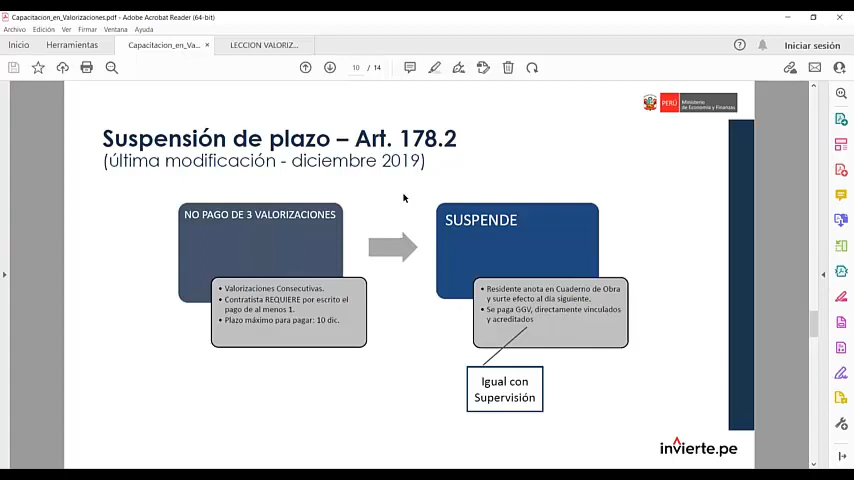 Capacitacion_en_Valorizaciones.pdf - Adobe Acrobat Reader (64-bit)
Archivo Edición Ver Firmar Ventana Ayuda
Inicio Herramientas Capacitacion_en_Va... × LECCION VALORIZ... Iniciar sesión
10 / 14
PERÚ Ministerio
de Economía y Finanzas
Suspensión de plazo – Art. 178.2
(última modificación - diciembre 2019)
NO PAGO DE 3 VALORIZACIONES
• Valorizaciones Consecutivas.
• Contratista REQUIERE por escrito el
pago de al menos 1.
• Plazo máximo para pagar: 10 dic.
SUSPENDE
• Residente anota en Cuaderno de Obra
y surte efecto al día siguiente.
• Se paga GGV, directamente vinculados
y acreditados
Igual con
Supervisión
invierte.pe